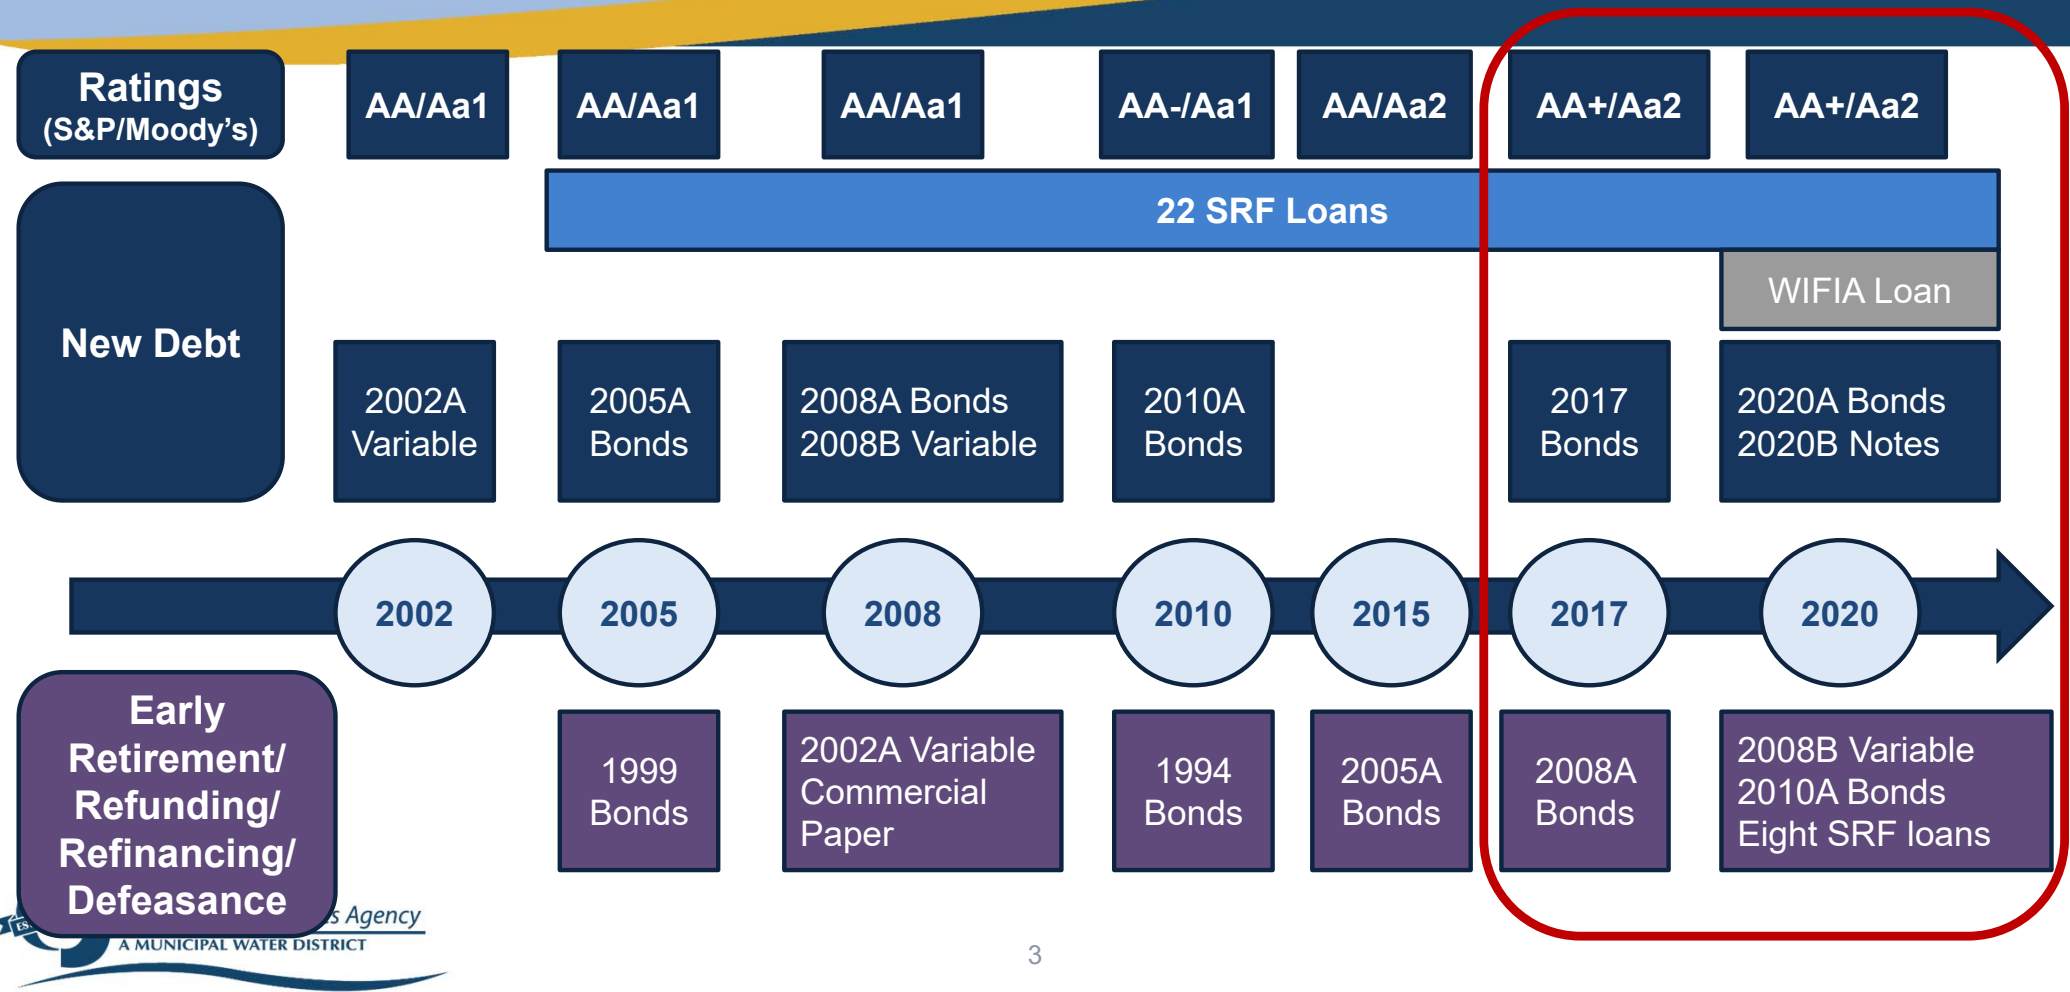 Ratings
(S&P/Moody's)
AA/Aa1
AA/Aa1
AA/Aa1
AA-/Aa1
AA/Aa2
AA+/Aa2
AA+/Aa2
22 SRF Loans
WIFIA Loan
New Debt
2002A
Variable
2005A
Bonds
2008A Bonds
2008B Variable
2010A
Bonds
2017
Bonds
2020A Bonds
2020B Notes
2002
2005
2008
2010
2015
2017
2020
Early
Retirement/
Refunding/
Refinancing/
Defeasance
1999
Bonds
2002A Variable
Commercial
Paper
1994
Bonds
2005A
Bonds
2008A
Bonds
2008B Variable
2010A Bonds
Eight SRF loans
Agency
A MUNICIPAL WATER DISTRICT
3